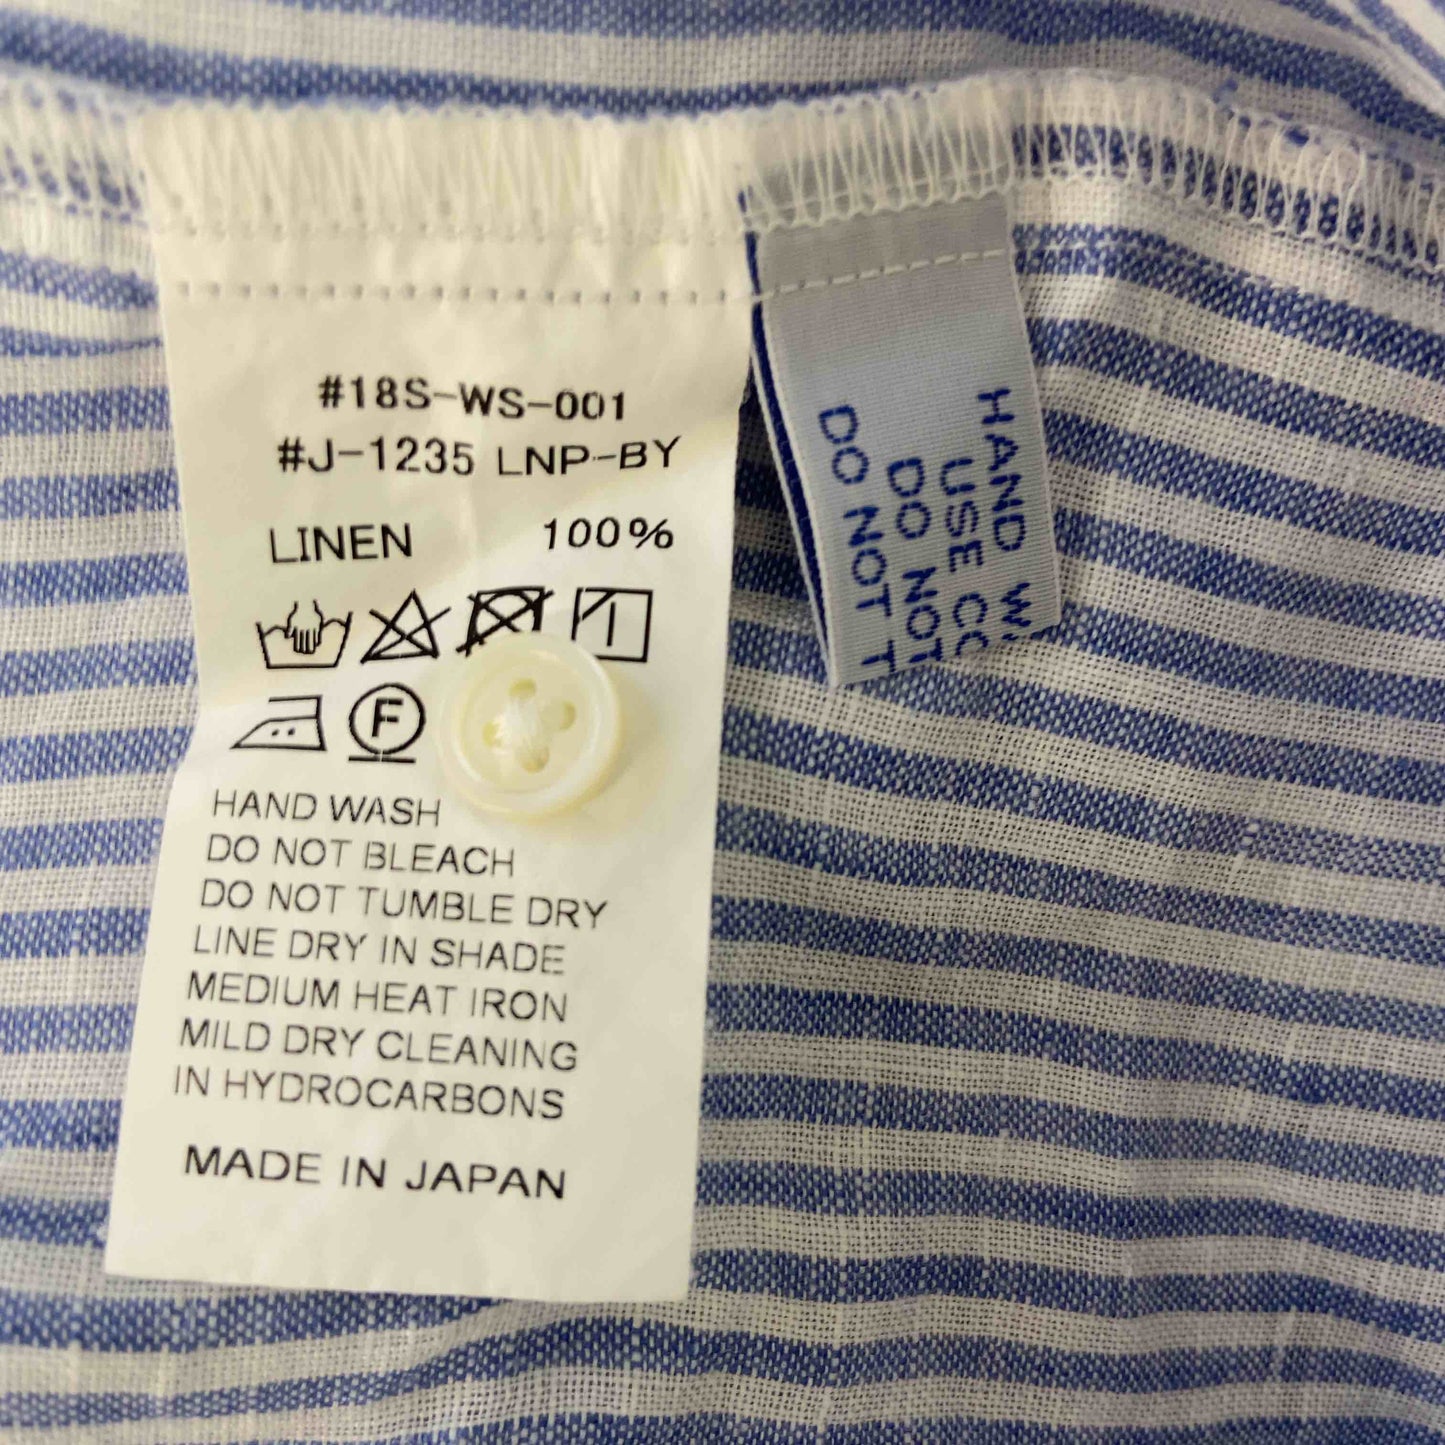 #18S-WS-001
#J-1235 LNP-BY
LINEN 100%
F
HAND WASH
DO NOT BLEACH
DO NOT TUMBLE DRY
LINE DRY IN SHADE
MEDIUM HEAT IRON
MILD DRY CLEANING
IN HYDROCARBONS
MADE IN JAPAN
HAND
USE
DO NOT
DO NOT